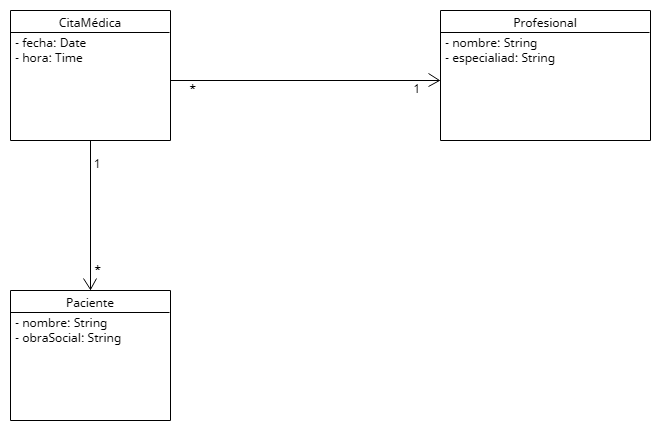 CitaMédica
- fecha: Date
- hora: Time
Profesional
- nombre: String
- especialiad: String
* 1
1
*
Paciente
- nombre: String
- obraSocial: String